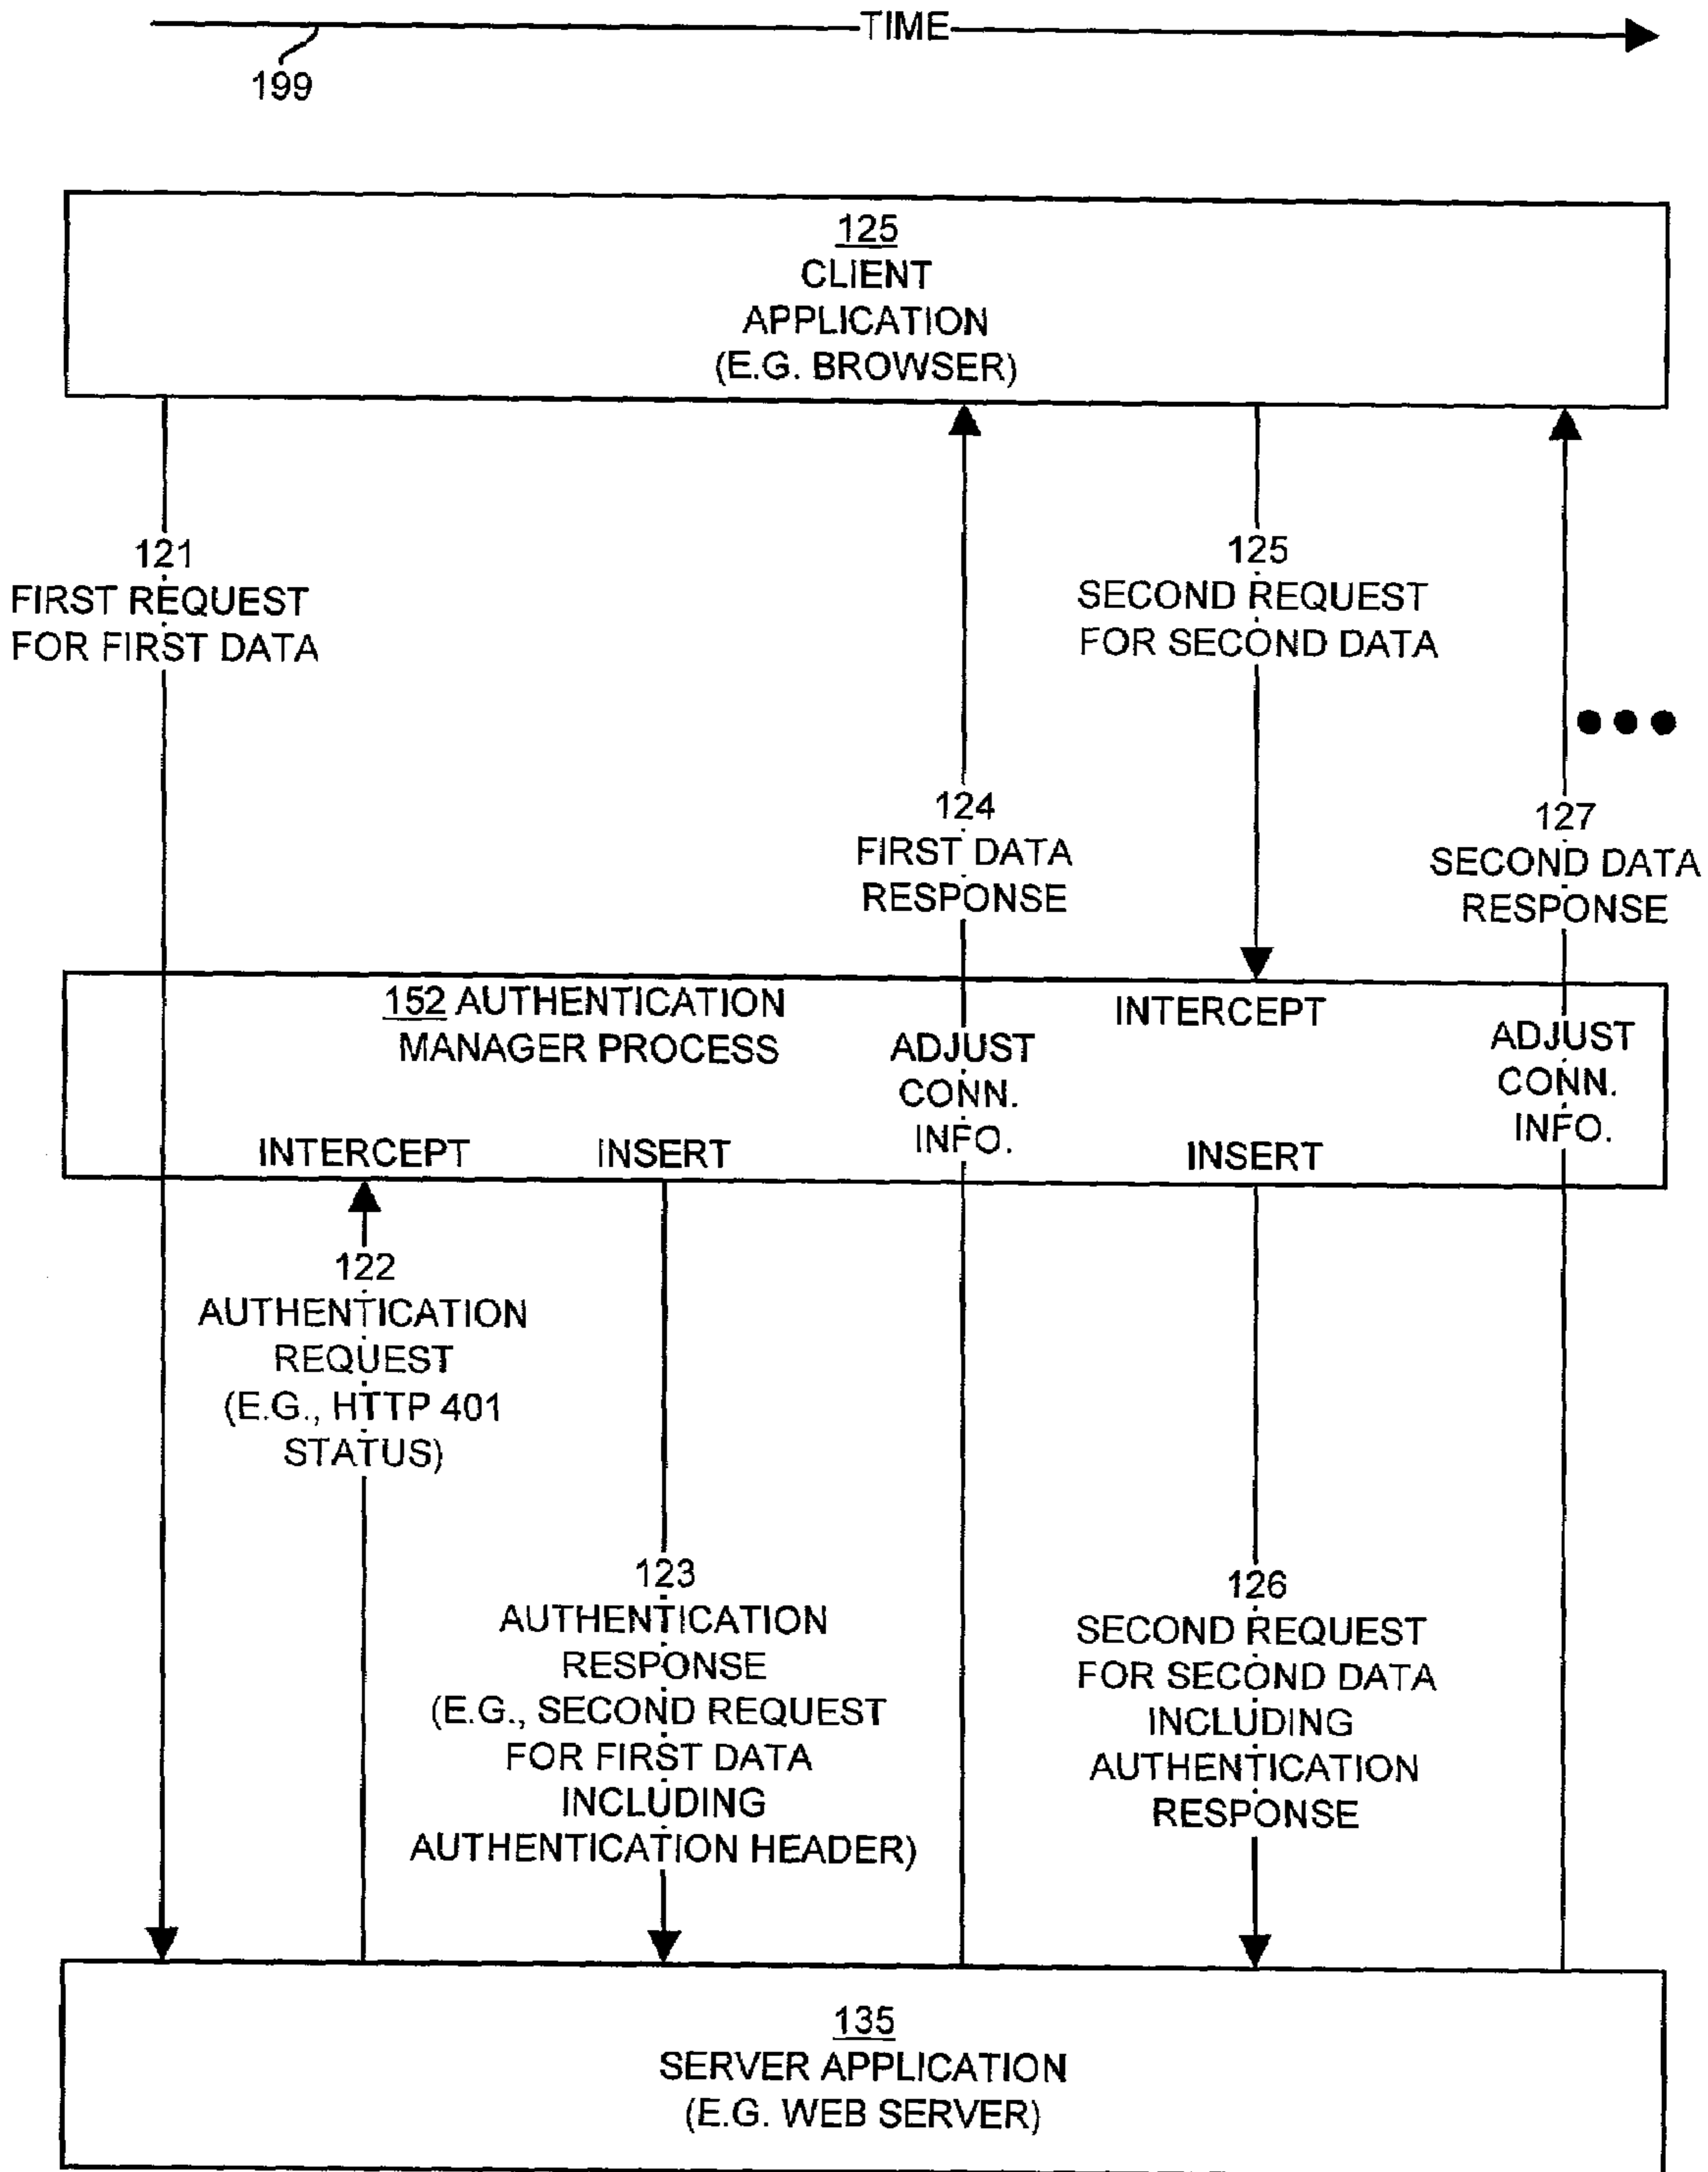 TIME
199
125
CLIENT
APPLICATION
(E.G. BROWSER)
121
FIRST REQUEST
FOR FIRST DATA
125
SECOND REQUEST
FOR SECOND DATA
124
FIRST DATA
RESPONSE
127
SECOND DATA
RESPONSE
152 AUTHENTICATION
MANAGER PROCESS
ADJUST
CONN.
INFO.
INTERCEPT
ADJUST
CONN.
INFO.
INTERCEPT
INSERT
INSERT
122
AUTHENTICATION
REQUEST
(E.G., HTTP 401
STATUS)
123
AUTHENTICATION
RESPONSE
(E.G., SECOND REQUEST
FOR FIRST DATA
INCLUDING
AUTHENTICATION HEADER)
126
SECOND REQUEST
FOR SECOND DATA
INCLUDING
AUTHENTICATION
RESPONSE
135
SERVER APPLICATION
(E.G. WEB SERVER)